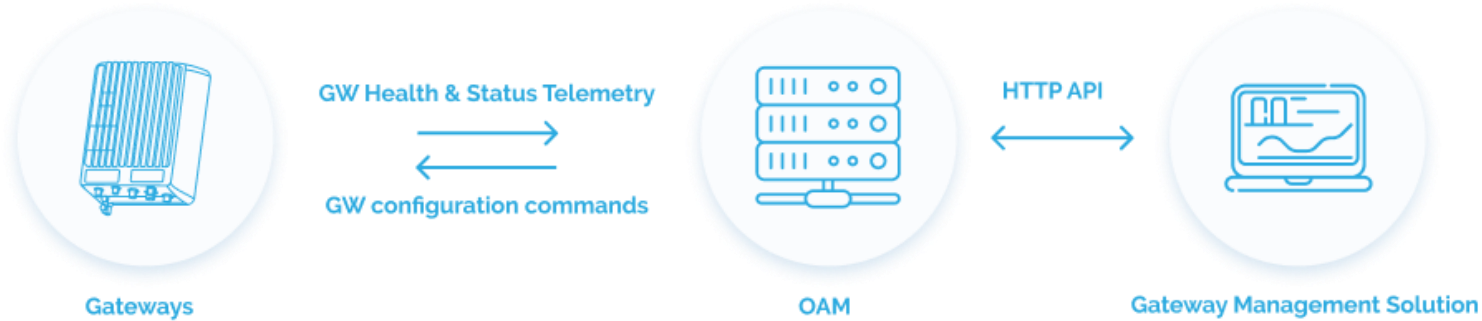 GW Health & Status Telemetry
GW configuration commands
HTTP API
Gateways
OAM
Gateway Management Solution